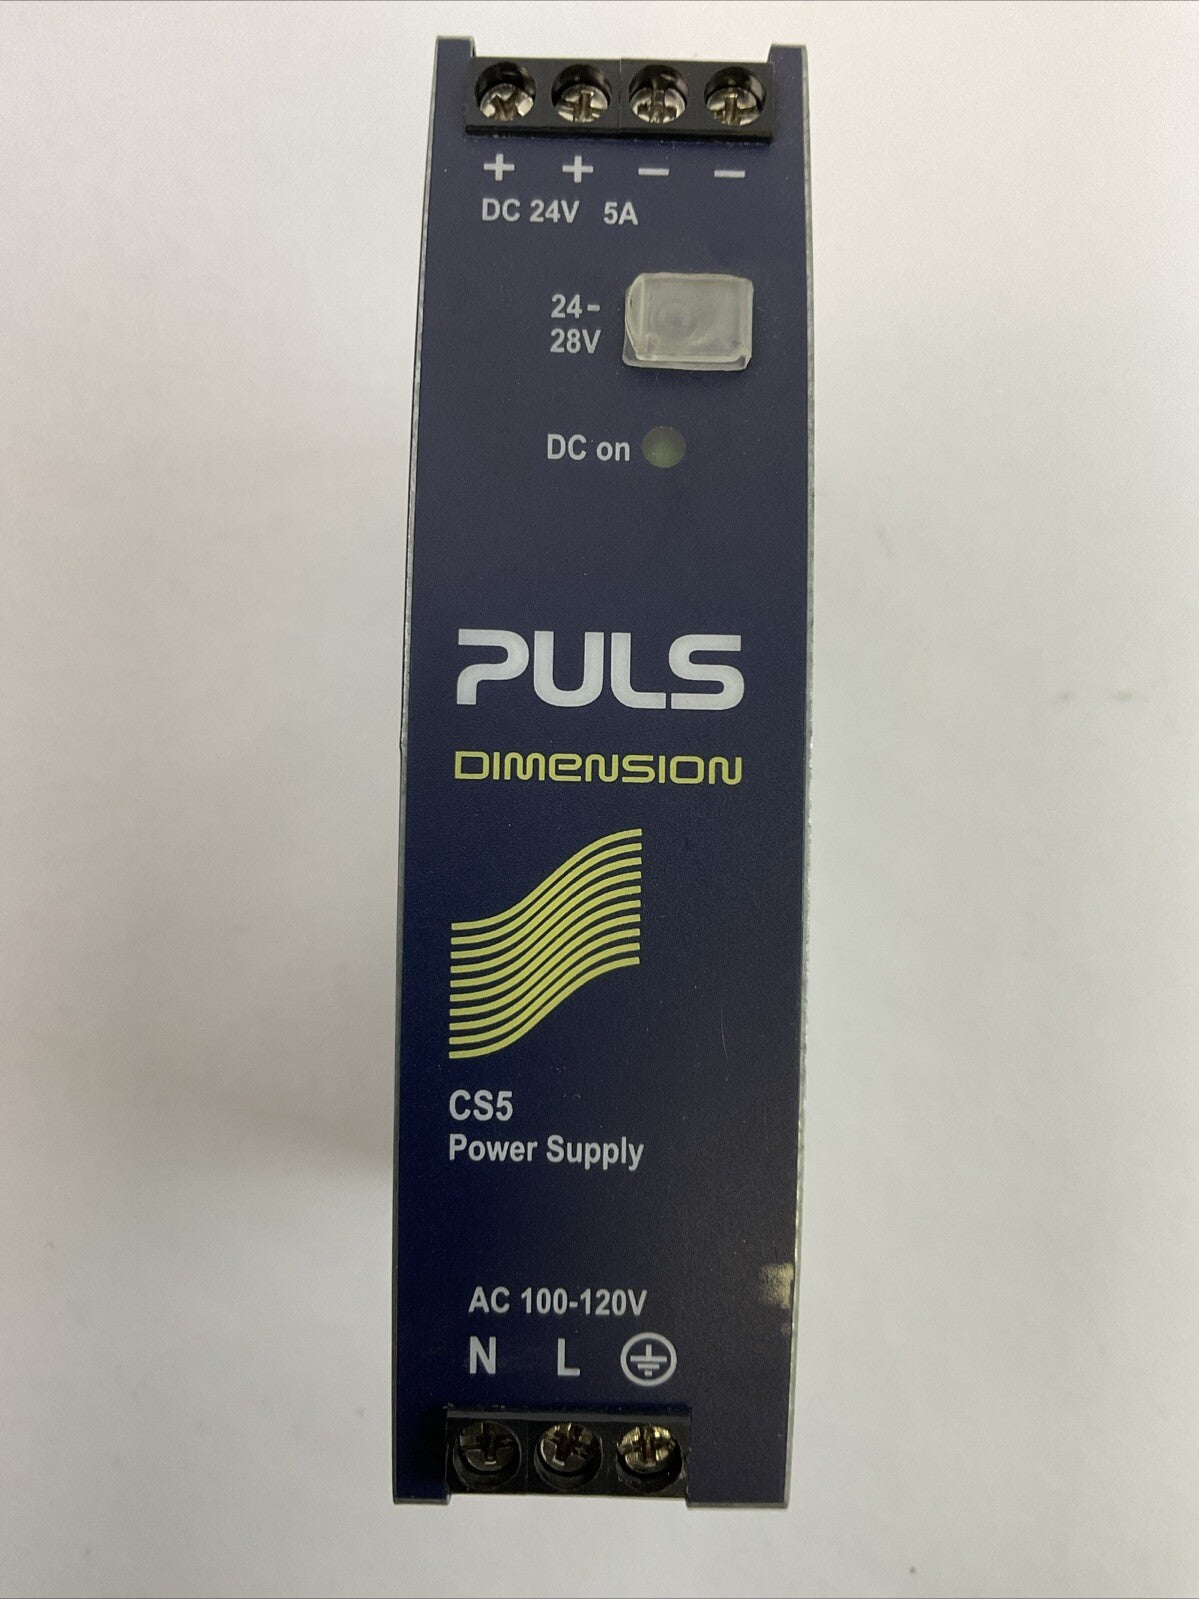 + + − −
DC 24V 5A
24-
28V
DC on
PULS
DIMENSION
CS5
Power Supply
AC 100-120V
N L